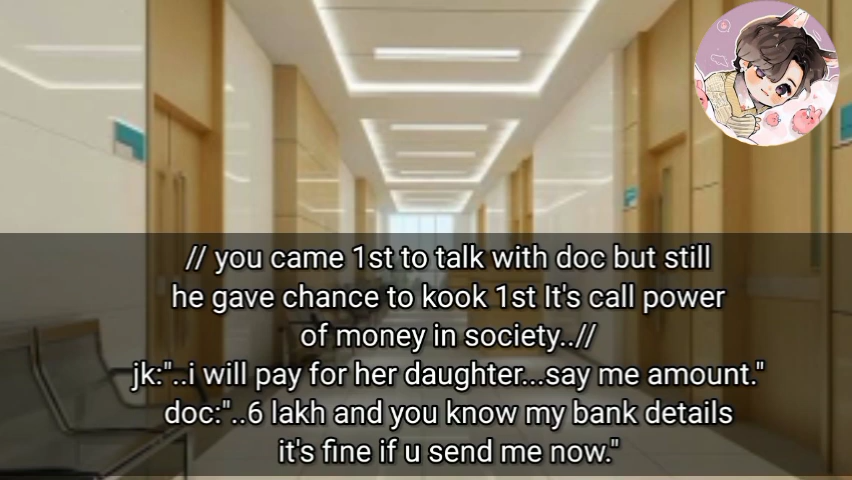 // you came 1st to talk with doc but still
he gave chance to kook 1st It's call power
of money in society..//
jk:"..i will pay for her daughter...say me amount."
doc:"..6 lakh and you know my bank details
it's fine if u send me now."